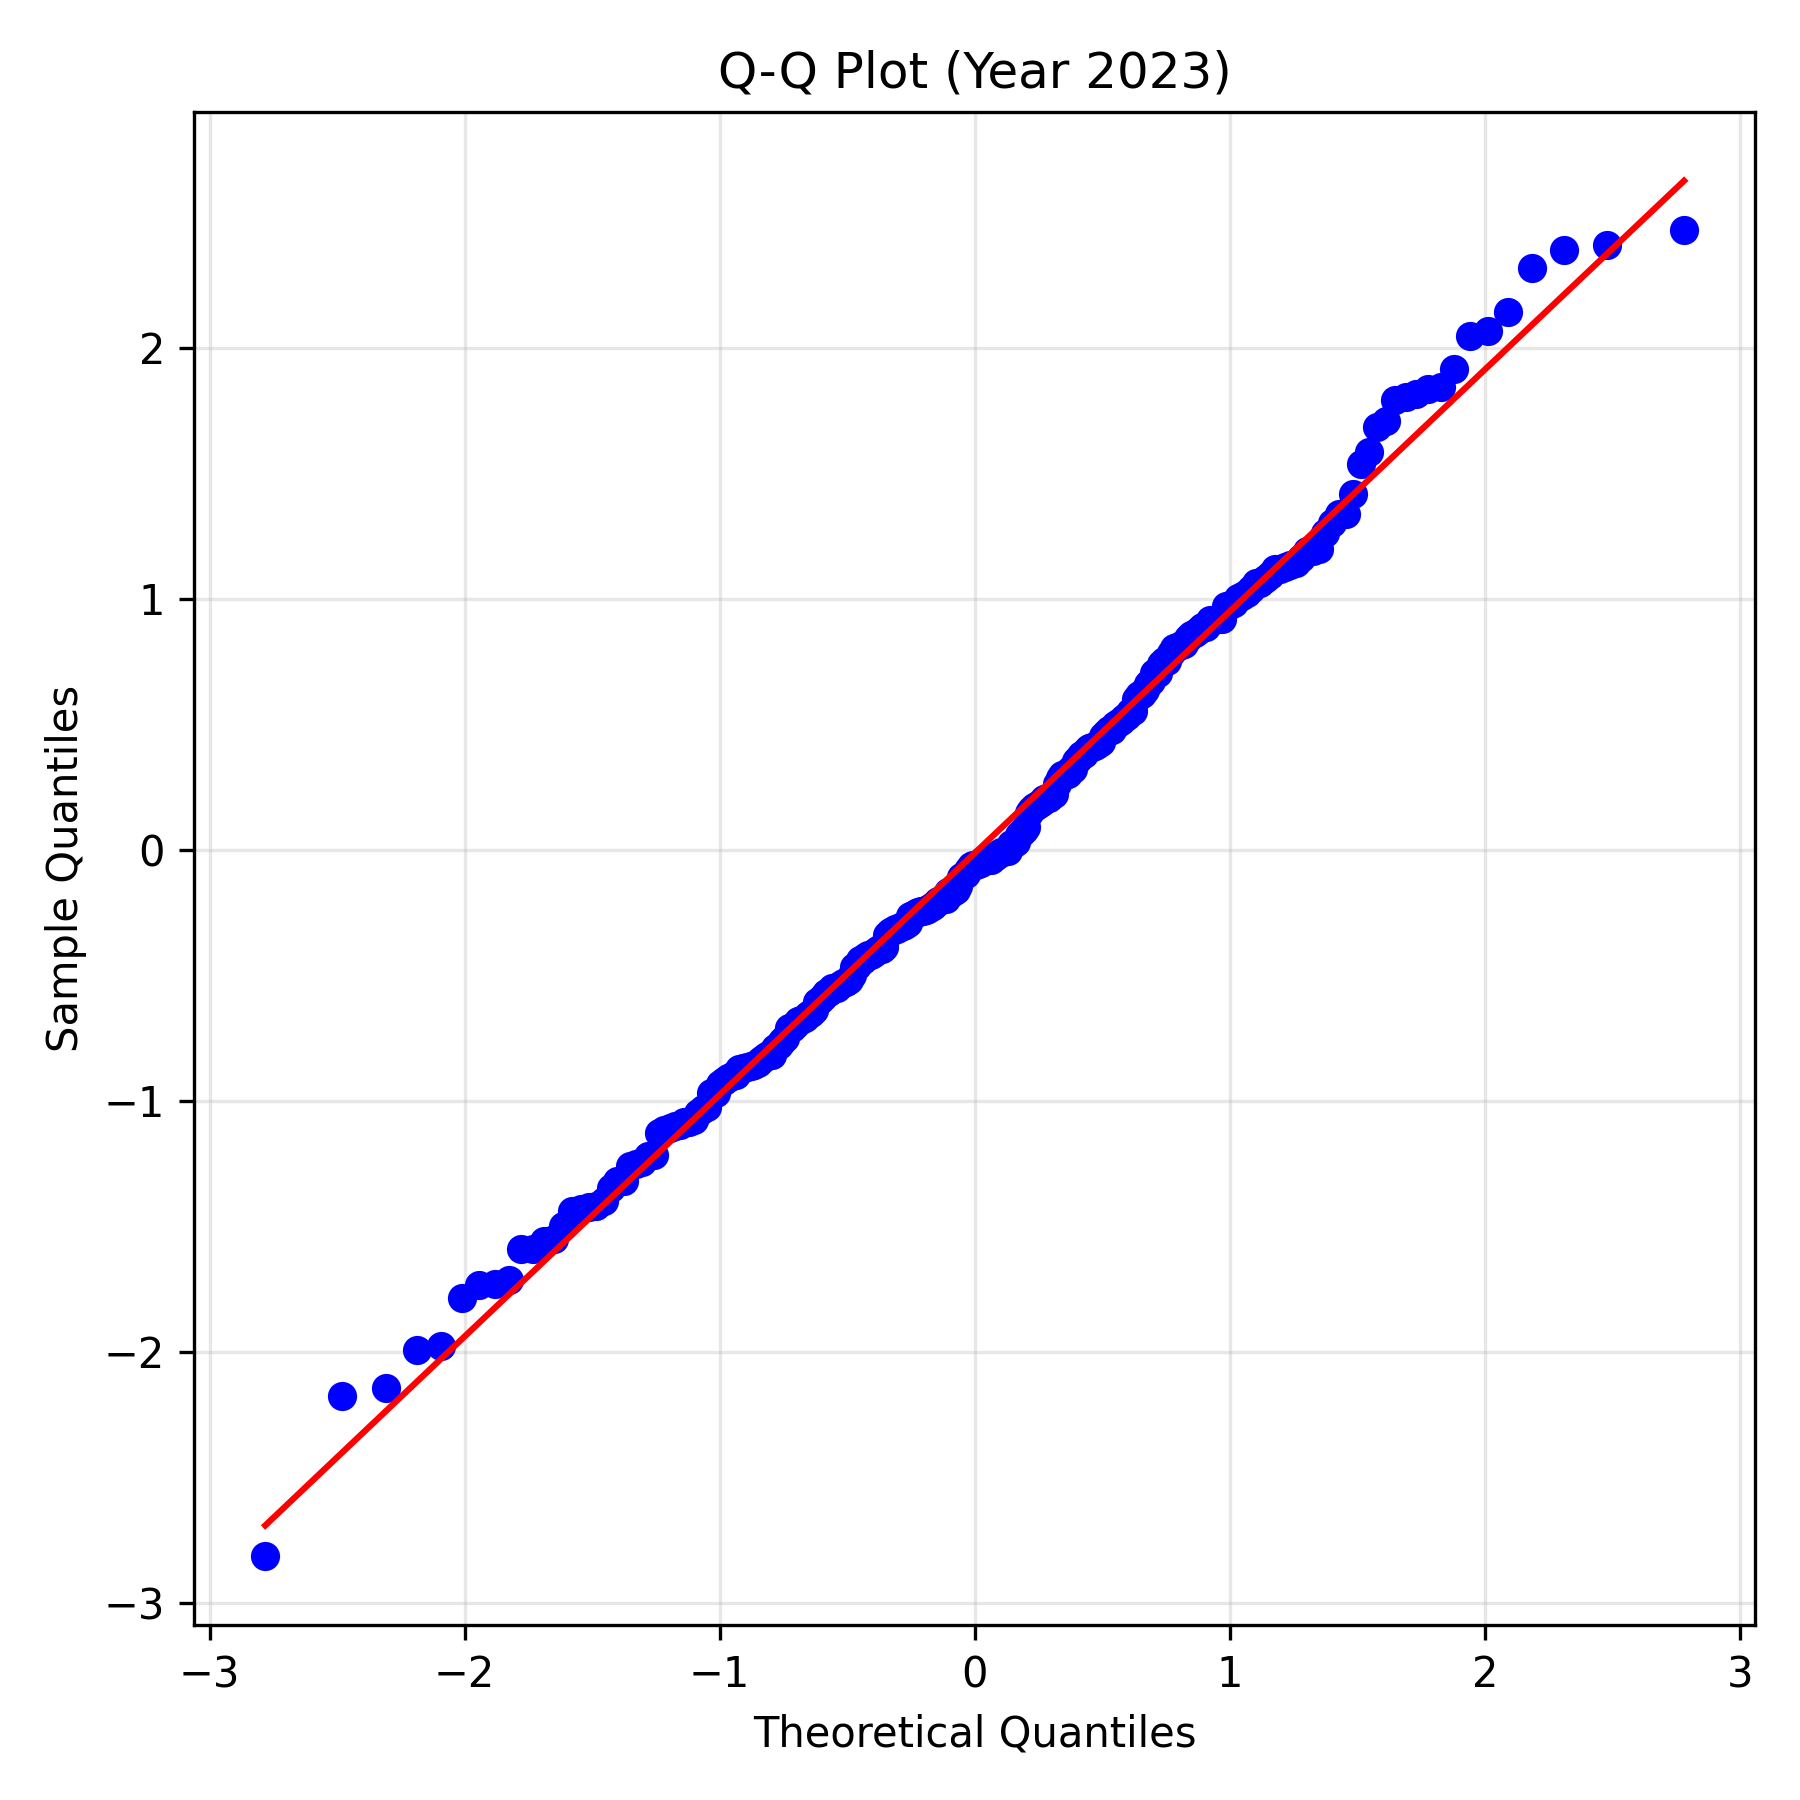 Q-Q Plot (Year 2023)
Sample Quantiles
2
1
0
−1
−2
−3
−3 −2 −1 0 1 2 3
Theoretical Quantiles